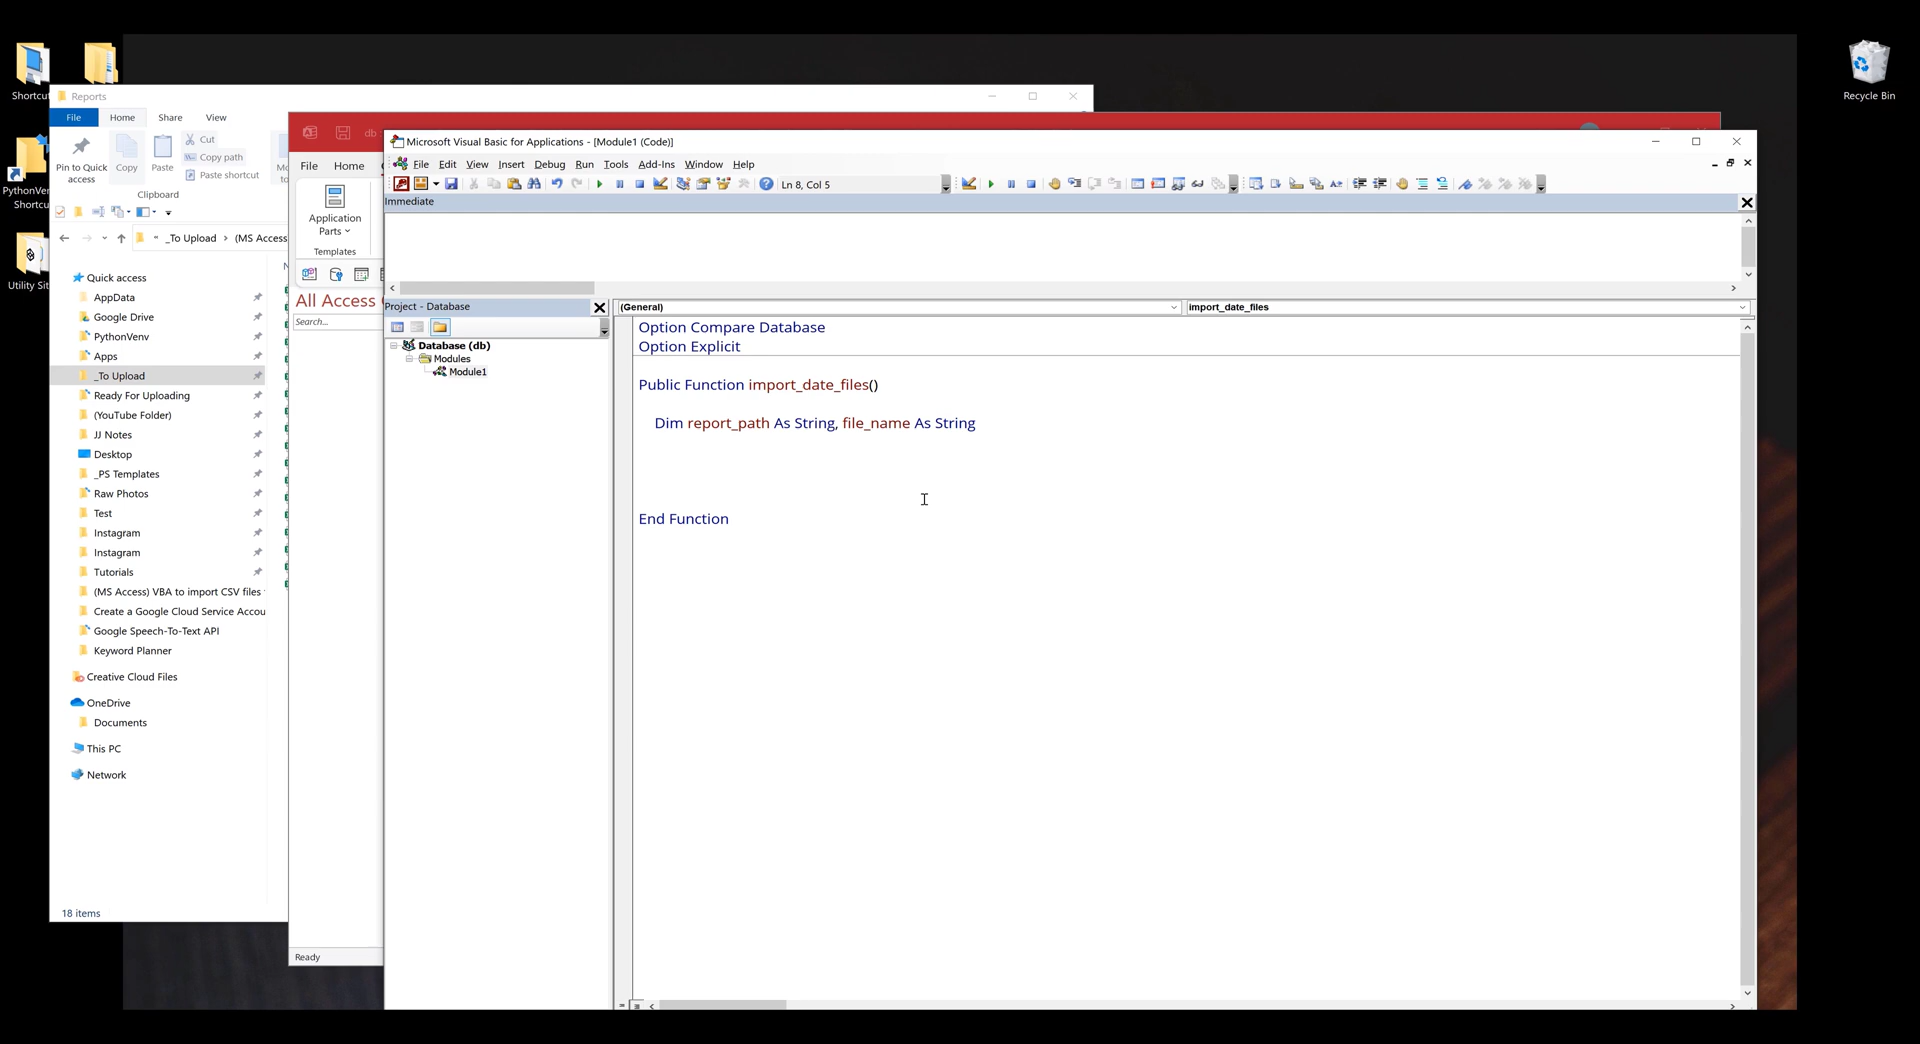 Shortcu
Recycle Bin
PythonVen
Shortcu
Utility Sit
Reports
File
Home
Share
View
Pin to Quick
access
Copy
Paste
Cut
Copy path
Paste shortcut
Clipboard
_To Upload
(MS Access
Quick access
AppData
Google Drive
PythonVenv
Apps
_To Upload
Ready For Uploading
(YouTube Folder)
JJ Notes
Desktop
_PS Templates
Raw Photos
Test
Instagram
Instagram
Tutorials
(MS Access) VBA to import CSV files
Create a Google Cloud Service Accou
Google Speech-To-Text API
Keyword Planner
Creative Cloud Files
OneDrive
Documents
This PC
Network
18 items
db
File
Home
Application
Parts
Templates
All Access
Search...
Ready
Microsoft Visual Basic for Applications - [Module1 (Code)]
File Edit View Insert Debug Run Tools Add-Ins Window Help
Ln 8, Col 5
Immediate
Project - Database
Database (db)
Modules
Module1
(General)
import_date_files
Option Compare Database
Option Explicit
Public Function import_date_files()
Dim report_path As String, file_name As String
End Function